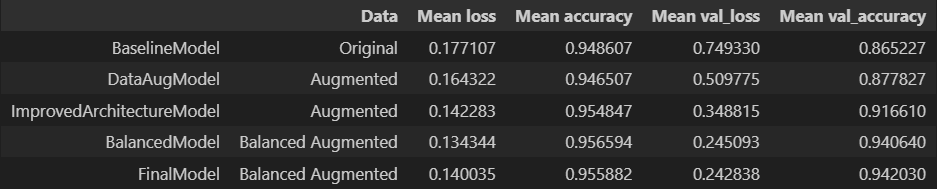 Data Mean loss Mean accuracy Mean val_loss Mean val_accuracy
BaselineModel Original 0.177107 0.948607 0.749330 0.865227
DataAugModel Augmented 0.164322 0.946507 0.509775 0.877827
ImprovedArchitectureModel Augmented 0.142283 0.954847 0.348815 0.916610
BalancedModel Balanced Augmented 0.134344 0.956594 0.245093 0.940640
FinalModel Balanced Augmented 0.140035 0.955882 0.242838 0.942030